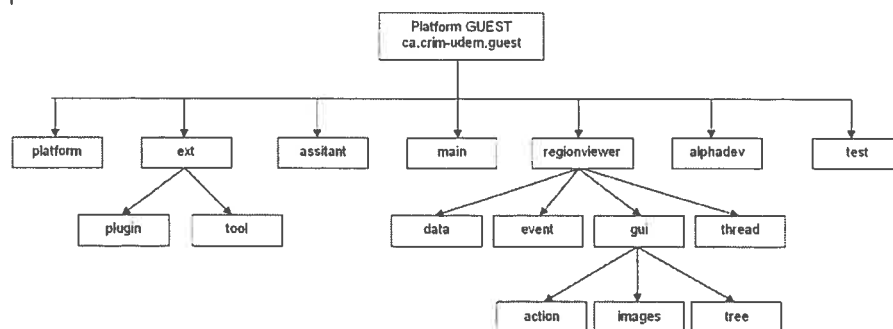 Platform GUEST
ca.crim-udem.guest
platform ext assitant main regionviewer alphadev test
plugin tool data event gui thread
action images tree